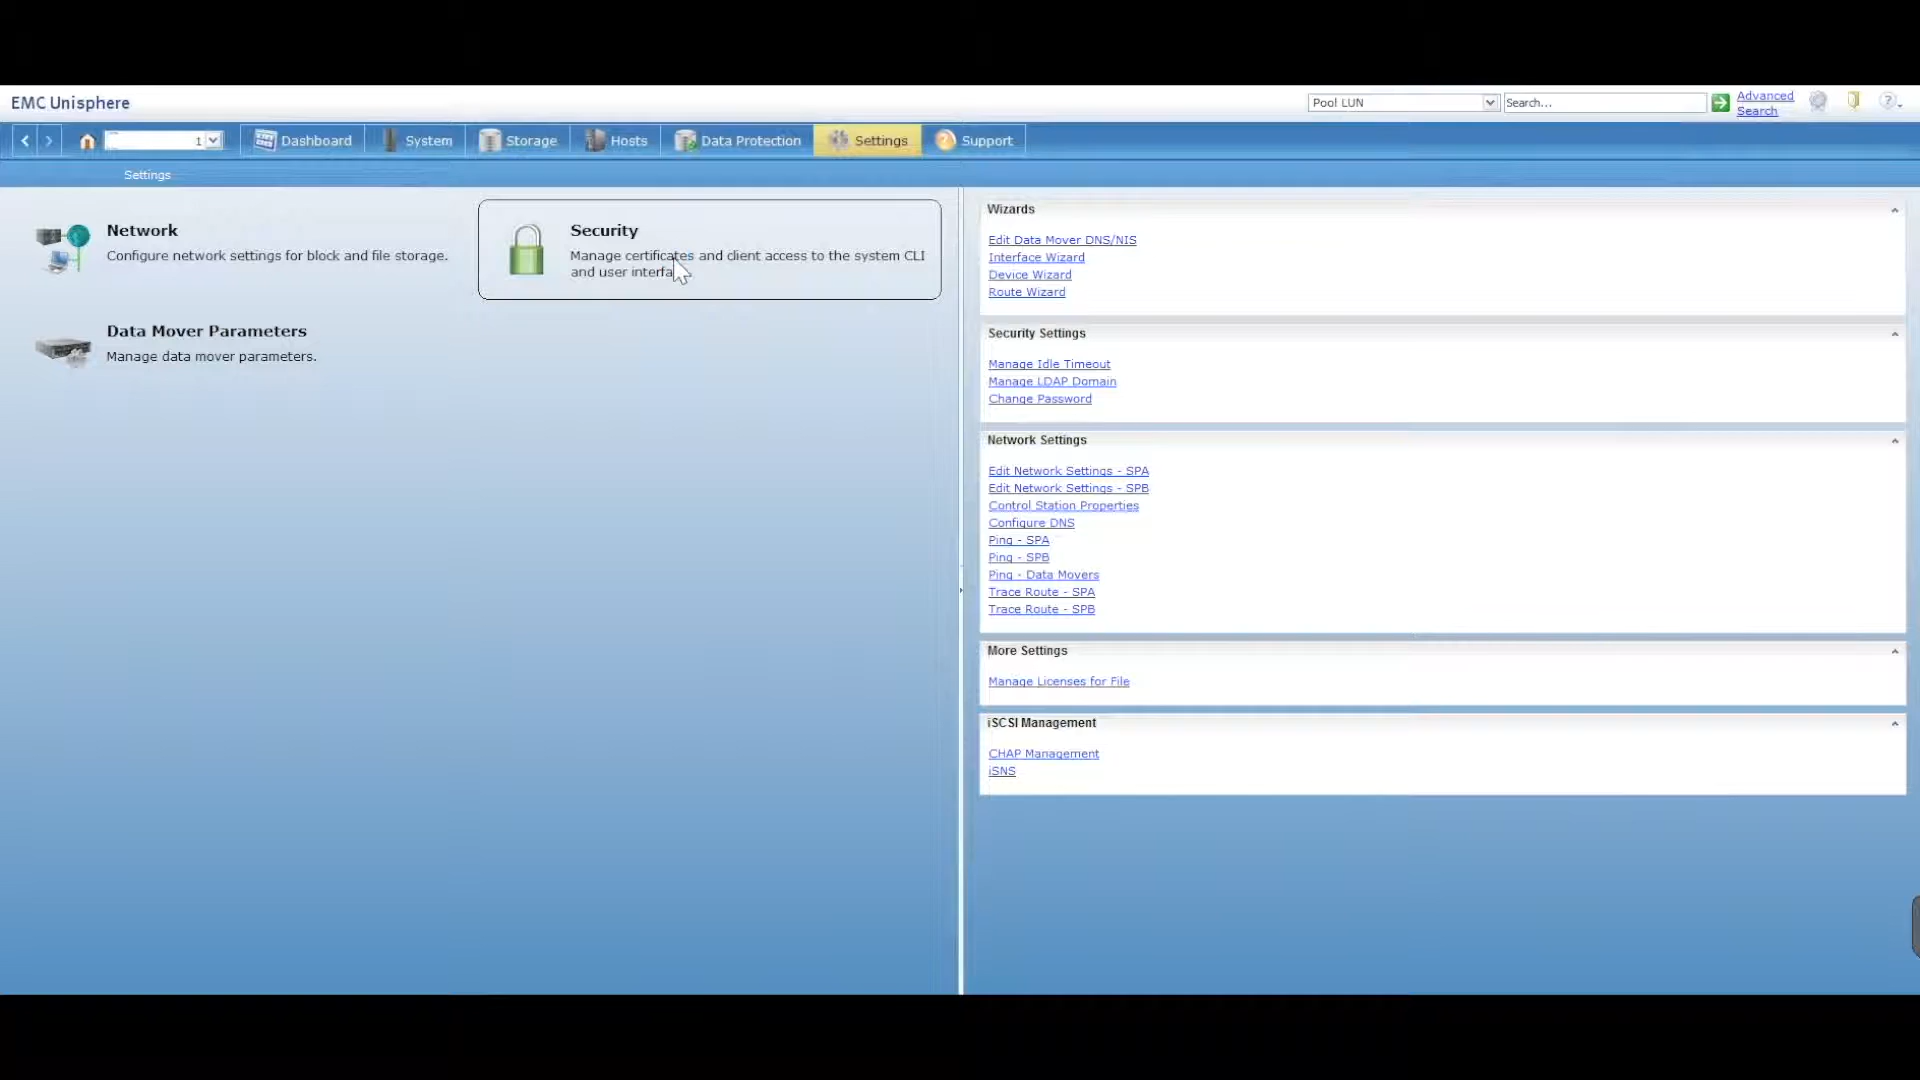 EMC Unisphere
Pool LUN
Search...
Advanced
Search
?
1
Dashboard
System
Storage
Hosts
Data Protection
Settings
Support
Settings
Network
Configure network settings for block and file storage.
Security
Manage certificates and client access to the system CLI
and user interfa
Data Mover Parameters
Manage data mover parameters.
Wizards
Edit Data Mover DNS/NIS
Interface Wizard
Device Wizard
Route Wizard
Security Settings
Manage Idle Timeout
Manage LDAP Domain
Change Password
Network Settings
Edit Network Settings - SPA
Edit Network Settings - SPB
Control Station Properties
Configure DNS
Ping - SPA
Ping - SPB
Ping - Data Movers
Trace Route - SPA
Trace Route - SPB
More Settings
Manage Licenses for File
iSCSI Management
CHAP Management
iSNS